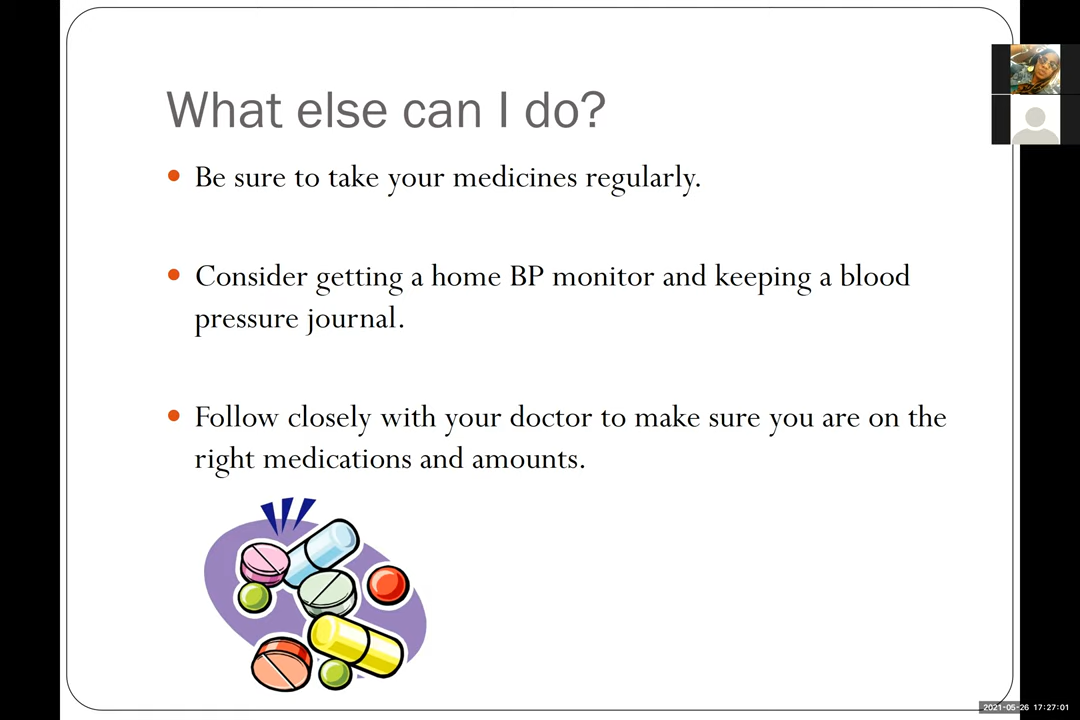 What else can I do?
Be sure to take your medicines regularly.
Consider getting a home BP monitor and keeping a blood
pressure journal.
Follow closely with your doctor to make sure you are on the
right medications and amounts.
2021-05-26 17:27:01